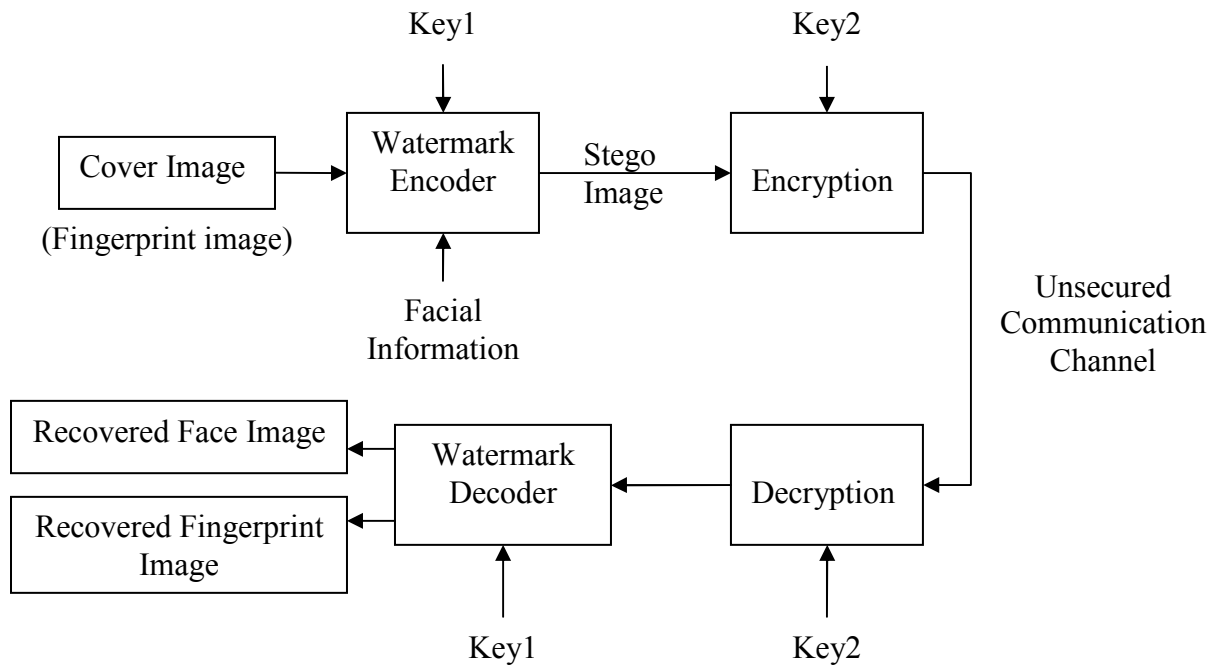 Key1
Key2
Cover Image
(Fingerprint image)
Watermark
Encoder
Stego
Image
Encryption
Facial
Information
Unsecured
Communication
Channel
Recovered Face Image
Recovered Fingerprint
Image
Watermark
Decoder
Decryption
Key1
Key2